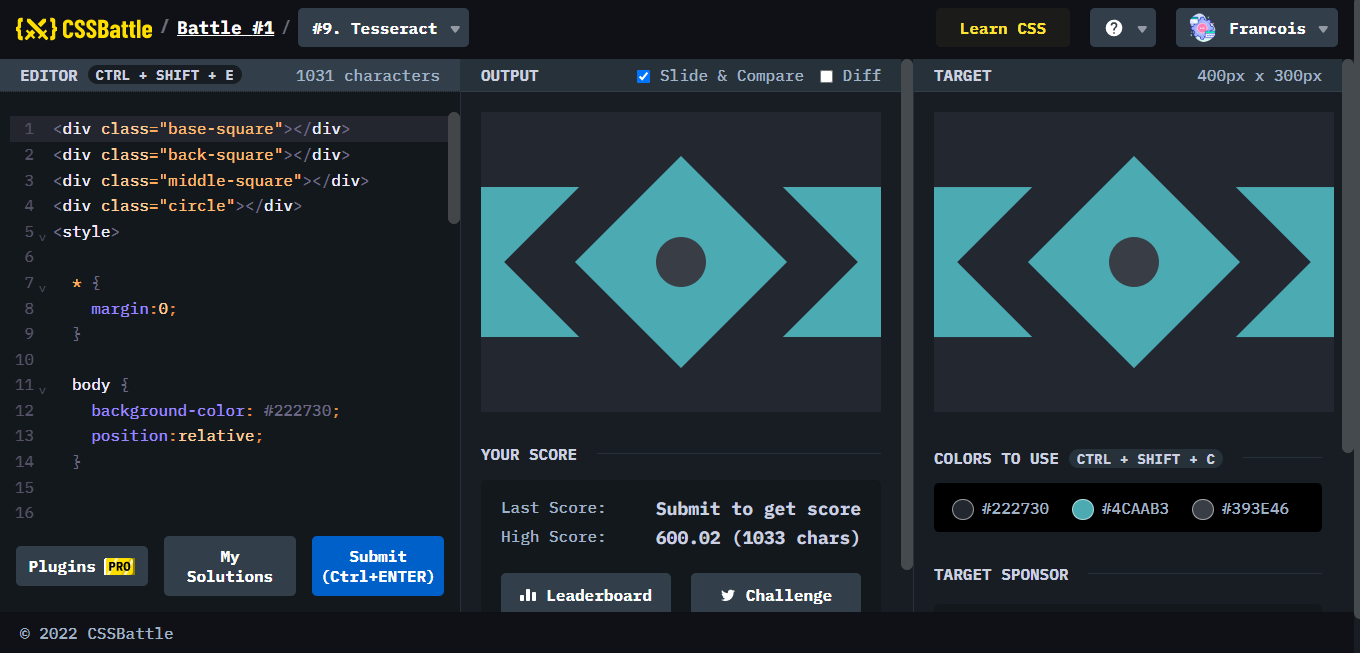 {X} CSSBattle / Battle #1 / #9. Tesseract ▼ Learn CSS ? ▼ Francois ▼
EDITOR CTRL + SHIFT + E 1031 characters
1 <div class="base-square"></div>
2 <div class="back-square"></div>
3 <div class="middle-square"></div>
4 <div class="circle"></div>
5 <style>
6
7 * {
8 margin:0;
9 }
10
11 body {
12 background-color: #222730;
13 position:relative;
14 }
15
16
Plugins PRO
My
Solutions
Submit
(Ctrl+ENTER)
OUTPUT Slide & Compare Diff
YOUR SCORE
Last Score: Submit to get score
High Score: 600.02 (1033 chars)
Leaderboard Challenge
TARGET 400px x 300px
COLORS TO USE CTRL + SHIFT + C
#222730 #4CAAB3 #393E46
TARGET SPONSOR
© 2022 CSSBattle